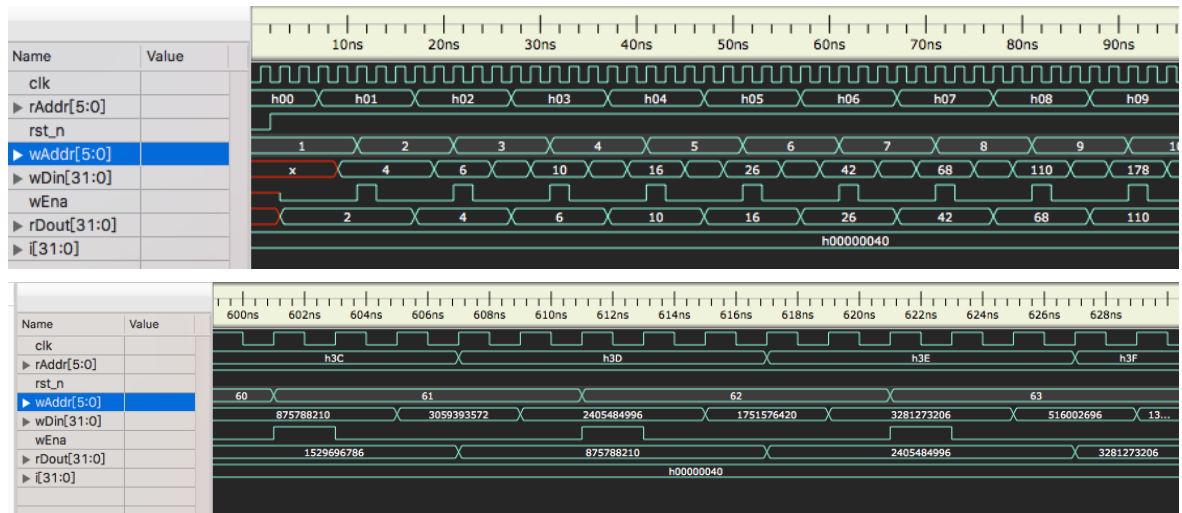 10ns 20ns 30ns 40ns 50ns 60ns 70ns 80ns 90ns
Name Value
clk
rAddr[5:0] h00 h01 h02 h03 h04 h05 h06 h07 h08 h09
rst_n
wAddr[5:0] 1 2 3 4 5 6 7 8 9 10
wDin[31:0] x 4 6 10 16 26 42 68 110 178
wEna
rDout[31:0] 2 4 6 10 16 26 42 68 110
i[31:0] h00000040
600ns 602ns 604ns 606ns 608ns 610ns 612ns 614ns 616ns 618ns 620ns 622ns 624ns 626ns 628ns
Name Value
clk
rAddr[5:0] h3C h3D h3E h3F
rst_n
wAddr[5:0] 60 61 62 63
wDin[31:0] 875788210 3059393572 2405484996 1751576420 3281273206 516002696 13...
wEna
rDout[31:0] 1529696786 875788210 2405484996 3281273206
i[31:0] h00000040